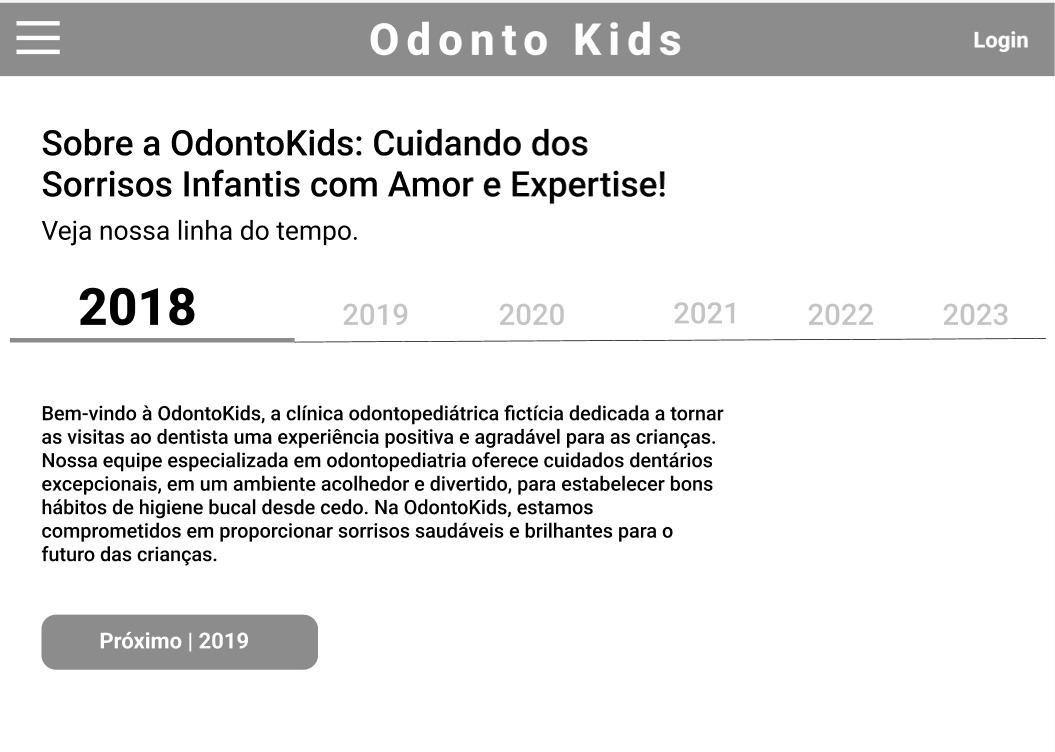 Odonto Kids
Login
Sobre a OdontoKids: Cuidando dos
Sorrisos Infantis com Amor e Expertise!
Veja nossa linha do tempo.
2018 2019 2020 2021 2022 2023
Bem-vindo à OdontoKids, a clínica odontopediátrica fictícia dedicada a tornar
as visitas ao dentista uma experiência positiva e agradável para as crianças.
Nossa equipe especializada em odontopediatria oferece cuidados dentários
excepcionais, em um ambiente acolhedor e divertido, para estabelecer bons
hábitos de higiene bucal desde cedo. Na OdontoKids, estamos
comprometidos em proporcionar sorrisos saudáveis e brilhantes para o
futuro das crianças.
Próximo | 2019